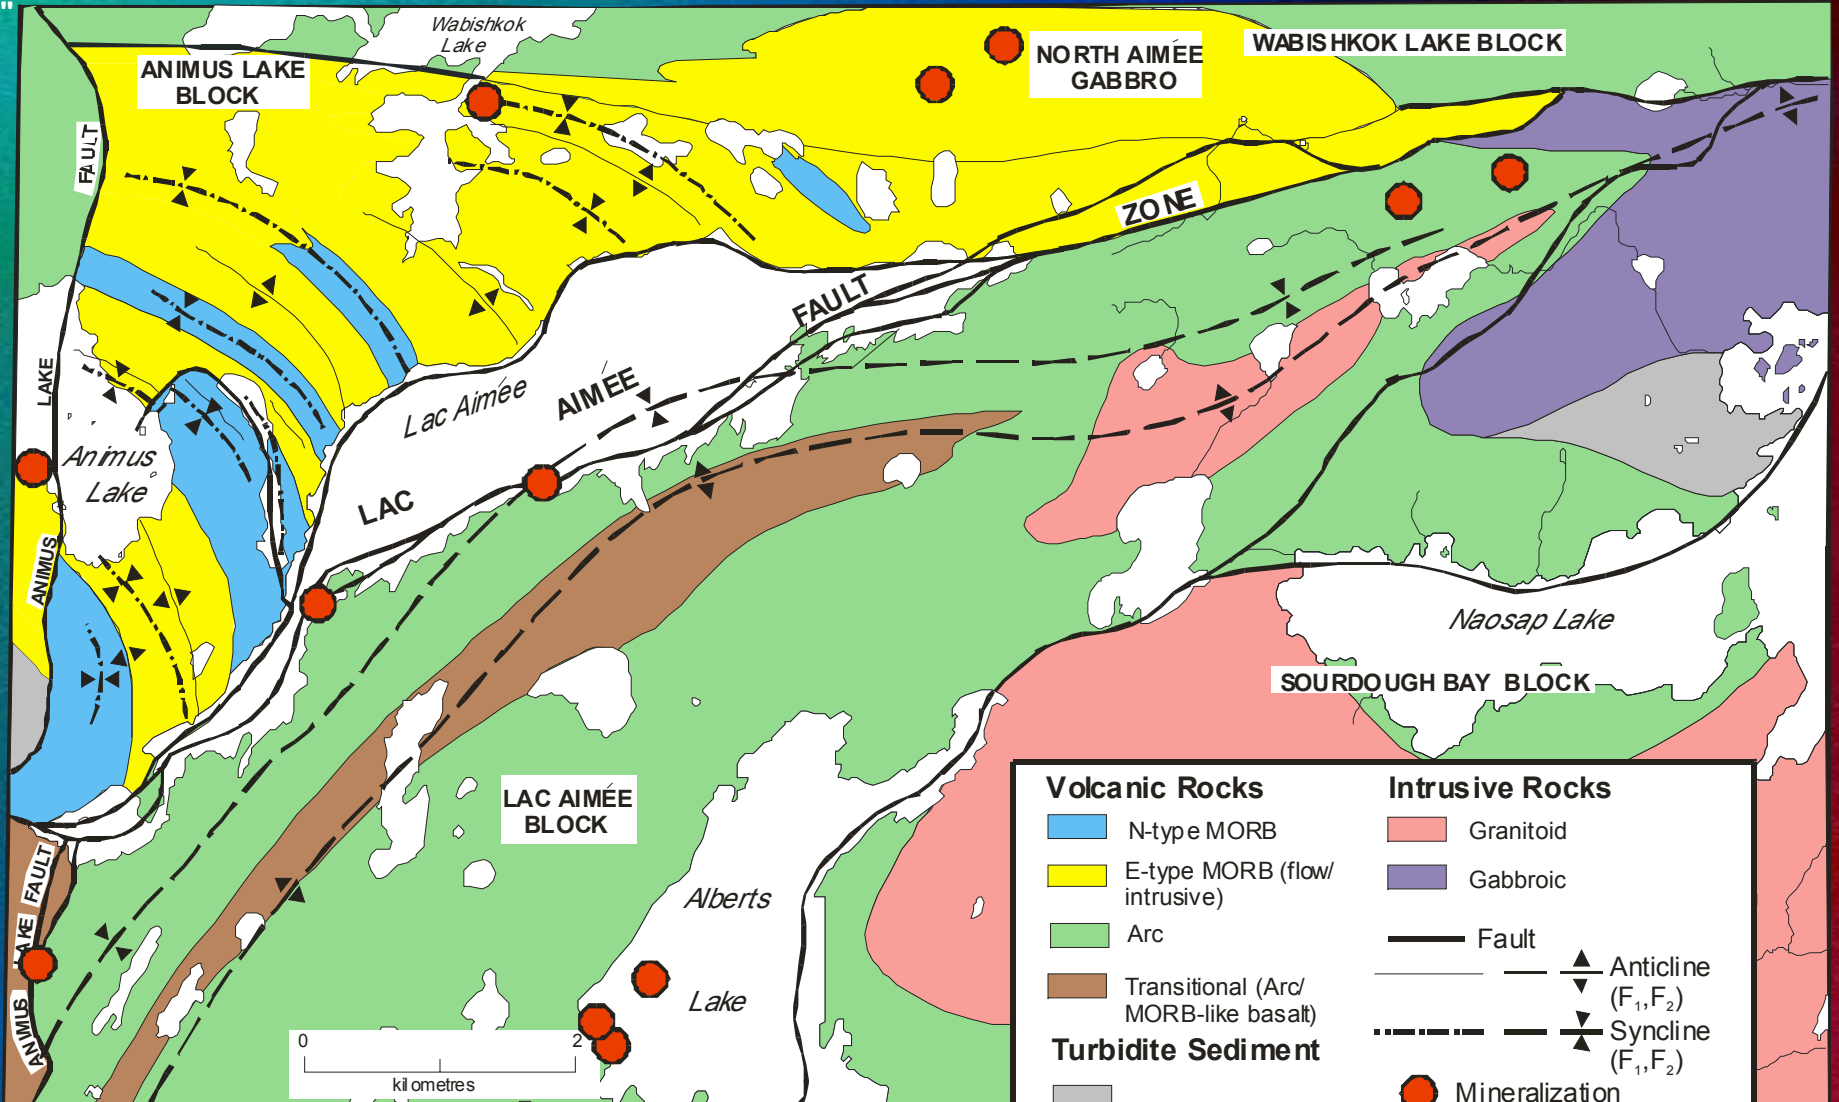 "
Wabishkok
Lake
ANIMUS LAKE
BLOCK
NORTH AIMÉE
GABBRO
WABISHKOK LAKE BLOCK
FAULT
ZONE
FAULT
LAKE
Lac Aimée
AIMÉE
LAC
Animus
Lake
ANIMUS
Naosap Lake
SOURDOUGH BAY BLOCK
LAC AIMÉE
BLOCK
FAULT
LAKE
ANIMUS
Alberts
Lake
0 2
kilometres
Volcanic Rocks
N-type MORB
E-type MORB (flow/
intrusive)
Arc
Transitional (Arc/
MORB-like basalt)
Turbidite Sediment
Intrusive Rocks
Granitoid
Gabbroic
Fault
Anticline
(F₁,F₂)
Syncline
(F₁,F₂)
Mineralization